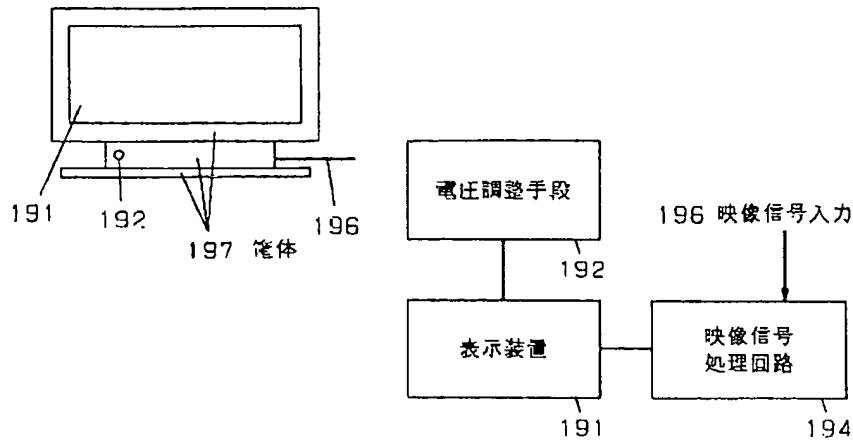 191
192
197 筐体
196
電圧調整手段
192
196 映像信号入力
表示装置
191
映像信号
処理回路
194